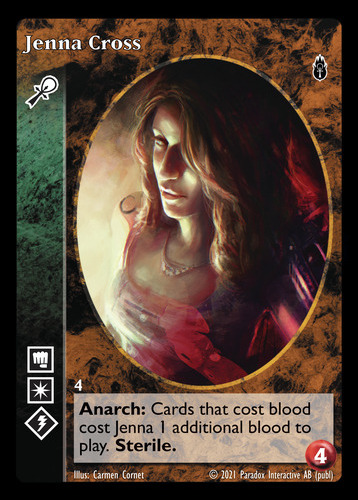 Jenna Cross
4
Anarch: Cards that cost blood
cost Jenna 1 additional blood to
play. Sterile.
4
Illus: Carmen Cornet
© 2021 Paradox Interactive AB (publ)